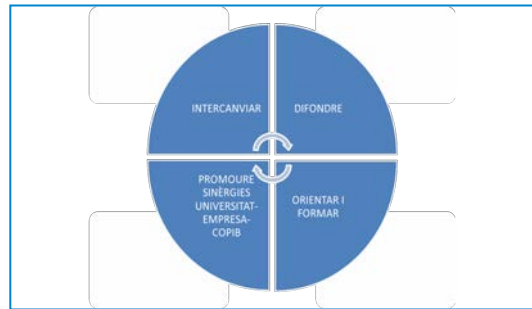 INTERCANVIAR
DIFONDRE
PROMOURE
SINÈRGIES
UNIVERSITAT-
EMPRESA-
COPIB
ORIENTAR I
FORMAR